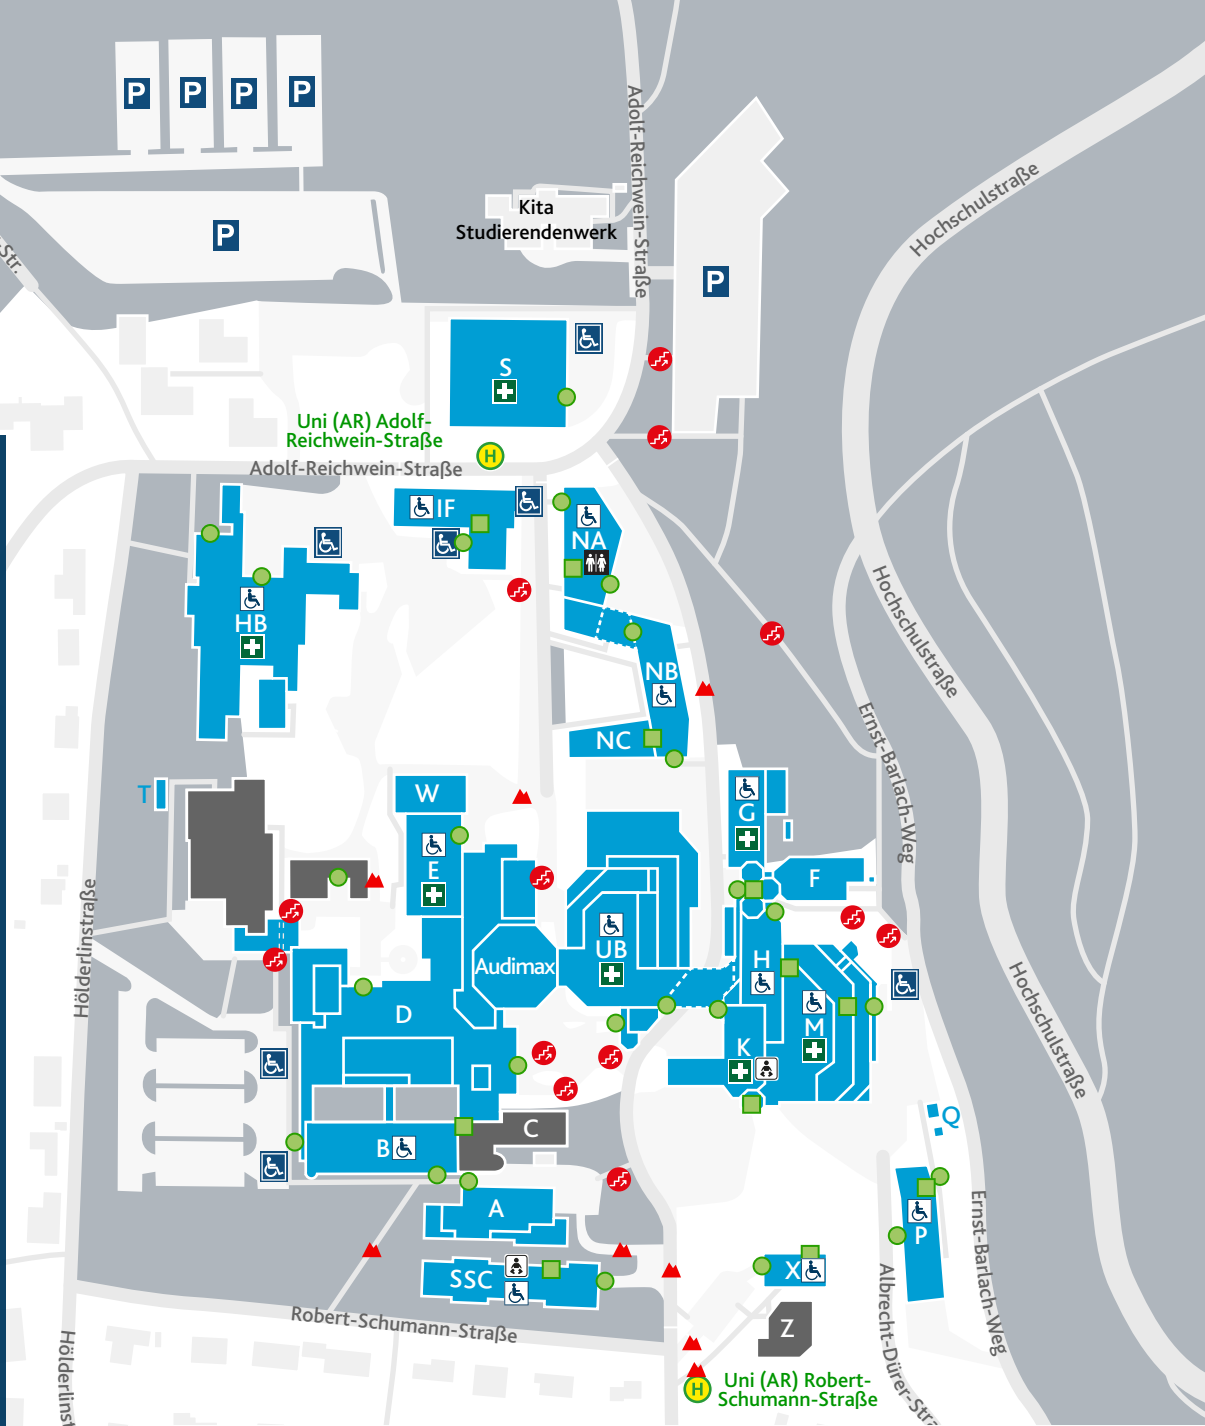 P
P
P
P
P
Kita
Studierendenwerk
Adolf-Reichwein-Straße
P
Hochschulstraße
-Str.
S
Uni (AR) Adolf-
Reichwein-Straße
H
Adolf-Reichwein-Straße
IF
NA
HB
NB
NC
Hochschulstraße
Ernst-Barlach-Weg
T
W
G
E
F
Hölderlinstraße
Audimax
UB
H
D
M
K
Hochschulstraße
C
B
Q
A
P
SSC
X
Robert-Schumann-Straße
Z
Ernst-Barlach-Weg
Albrecht-Dürer-Stra
Hölderlinst
H
Uni (AR) Robert-
Schumann-Straße